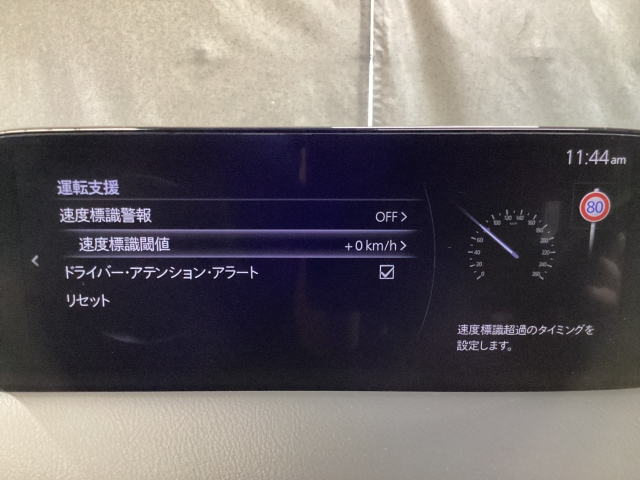 11:44am
運転支援
速度標識警報 OFF >
速度標識閾値 +0km/h >
<
ドライバー・アテンション・アラート ☑
リセット
80
速度標識超過のタイミングを
設定します。